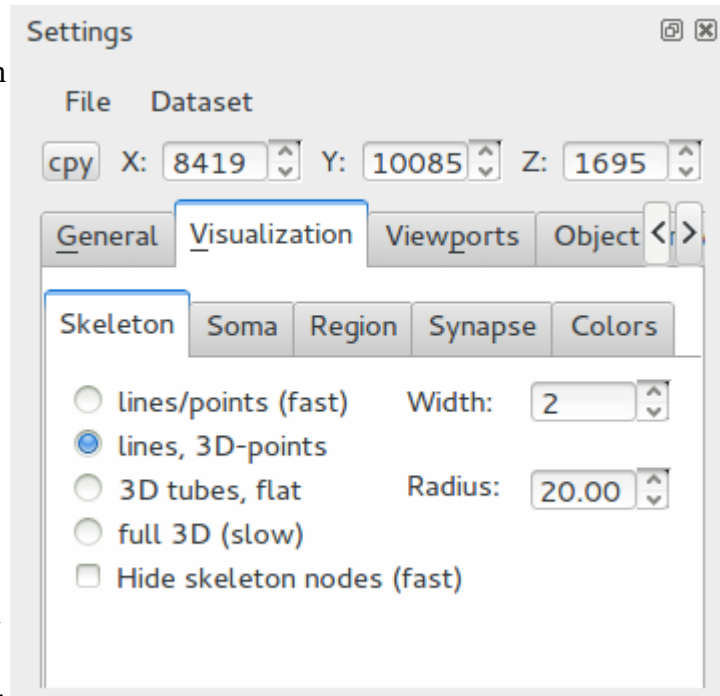 Settings
File Dataset
cpy X: 8419 Y: 10085 Z: 1695
General Visualization Viewports Object < >
Skeleton Soma Region Synapse Colors
lines/points (fast) Width: 2
lines, 3D-points
3D tubes, flat Radius: 20.00
full 3D (slow)
Hide skeleton nodes (fast)